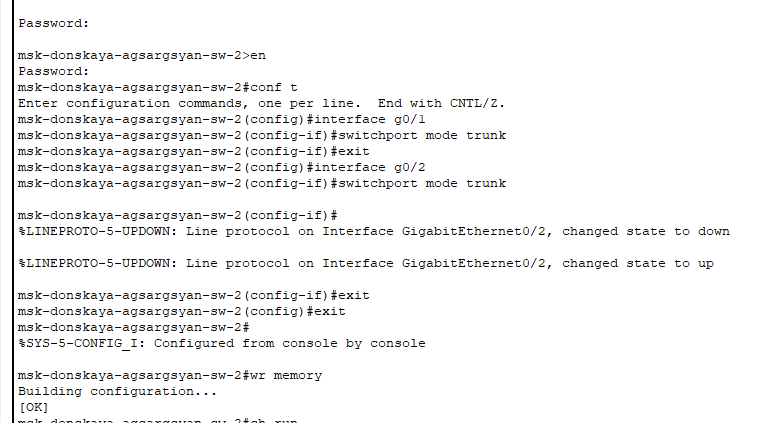 Password:
msk-donskaya-agsargsyan-sw-2>en
Password:
msk-donskaya-agsargsyan-sw-2#conf t
Enter configuration commands, one per line.  End with CNTL/Z.
msk-donskaya-agsargsyan-sw-2(config)#interface g0/1
msk-donskaya-agsargsyan-sw-2(config-if)#switchport mode trunk
msk-donskaya-agsargsyan-sw-2(config-if)#exit
msk-donskaya-agsargsyan-sw-2(config)#interface g0/2
msk-donskaya-agsargsyan-sw-2(config-if)#switchport mode trunk
msk-donskaya-agsargsyan-sw-2(config-if)#
%LINEPROTO-5-UPDOWN: Line protocol on Interface GigabitEthernet0/2, changed state to down
%LINEPROTO-5-UPDOWN: Line protocol on Interface GigabitEthernet0/2, changed state to up
msk-donskaya-agsargsyan-sw-2(config-if)#exit
msk-donskaya-agsargsyan-sw-2(config)#exit
msk-donskaya-agsargsyan-sw-2#
%SYS-5-CONFIG_I: Configured from console by console
msk-donskaya-agsargsyan-sw-2#wr memory
Building configuration...
[OK]
msk-donskaya-agsargsyan-sw-2#sh run